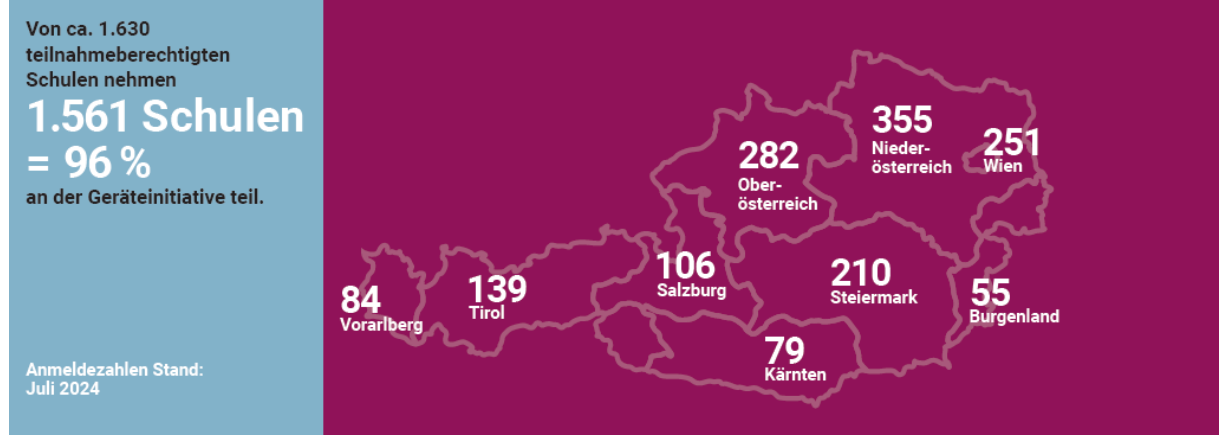 Von ca. 1.630
teilnahmeberechtigten
Schulen nehmen
1.561 Schulen
= 96 %
an der Geräteinitiative teil.
Anmeldezahlen Stand:
Juli 2024
355
Nieder-
österreich
251
Wien
282
Ober-
österreich
106
Salzburg
210
Steiermark
139
Tirol
84
Vorarlberg
55
Burgenland
79
Kärnten